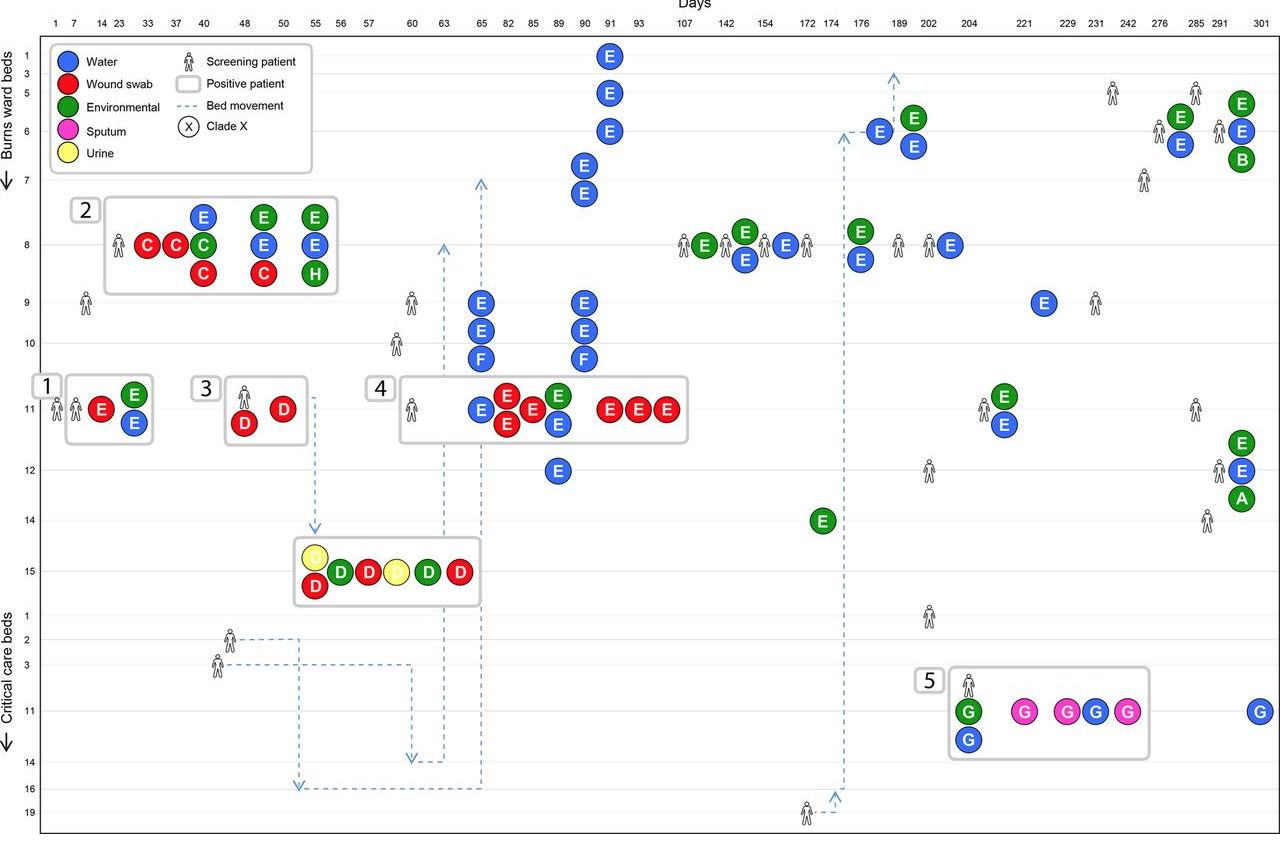 Days
1 7 14 23 33 37 40 48 50 55 56 57 60 63 65 82 89 90 91 93 107 142 154 172 174 176 189 202 204 221 229 231 242 276 285 291 301
Burns ward beds
Critical care beds
Water
Wound swab
Environmental
Sputum
Urine
Screening patient
Positive patient
Bed movement
X Clade X
1 E
3
5 E E
6 E E E E E E B
7 E E
2
E E E
8 C C C E C H
C C
E E E E E E E E
9 E E E
10 E E
F F
1 3 4
E E E E
11 E D E E E E E
E D E E E
12 E E E
A
14 E
D
15 D D D D D
D
1
2
3
5
11 G G G G G G
G
14
16
19